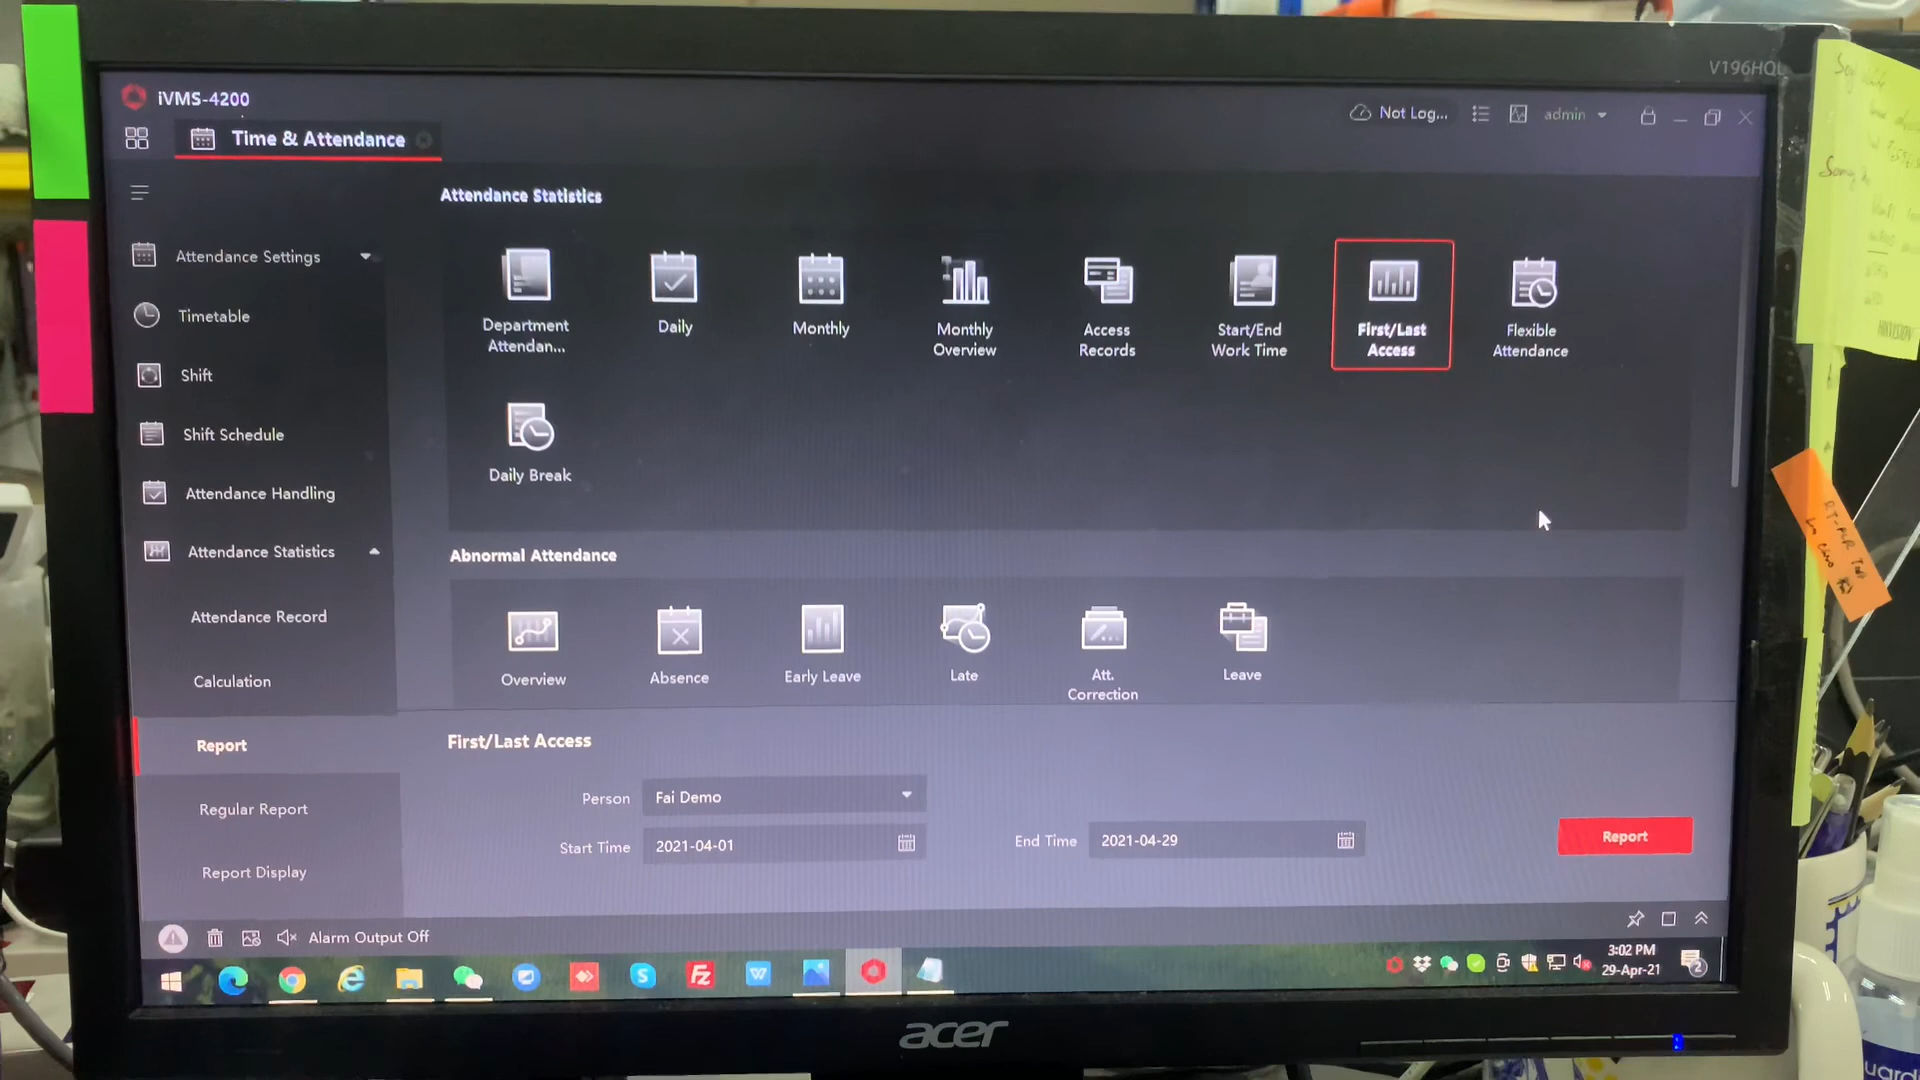 V196HQL
iVMS-4200
Not Log...
admin
Time & Attendance
Attendance Statistics
Attendance Settings
Timetable
Shift
Shift Schedule
Attendance Handling
Attendance Statistics
Attendance Record
Calculation
Report
Regular Report
Report Display
Department
Attendan...
Daily
Monthly
Monthly
Overview
Access
Records
Start/End
Work Time
First/Last
Access
Flexible
Attendance
Daily Break
Abnormal Attendance
Overview
Absence
Early Leave
Late
Att.
Correction
Leave
First/Last Access
Person
Fai Demo
Start Time
2021-04-01
End Time
2021-04-29
Report
Alarm Output Off
3:02 PM
29-Apr-21
2
acer